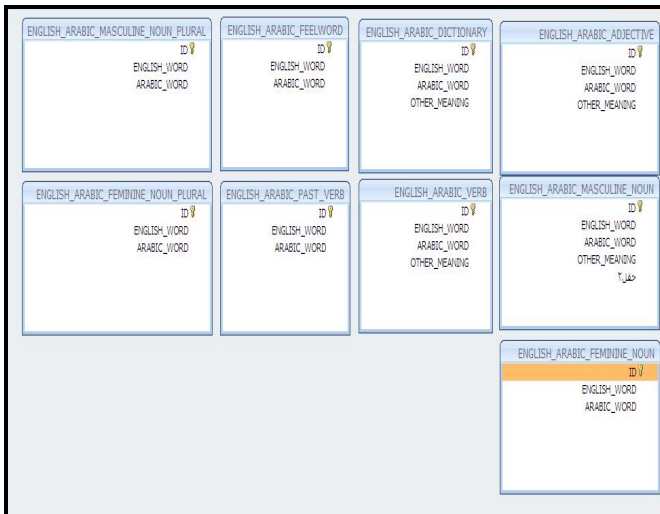 ENGLISH_ARABIC_MASCULINE_NOUN_PLURAL
ID
ENGLISH_WORD
ARABIC_WORD
ENGLISH_ARABIC_FEELWORD
ID
ENGLISH_WORD
ARABIC_WORD
ENGLISH_ARABIC_DICTIONARY
ID
ENGLISH_WORD
ARABIC_WORD
OTHER_MEANING
ENGLISH_ARABIC_ADJECTIVE
ID
ENGLISH_WORD
ARABIC_WORD
OTHER_MEANING
ENGLISH_ARABIC_FEMININE_NOUN_PLURAL
ID
ENGLISH_WORD
ARABIC_WORD
ENGLISH_ARABIC_PAST_VERB
ID
ENGLISH_WORD
ARABIC_WORD
ENGLISH_ARABIC_VERB
ID
ENGLISH_WORD
ARABIC_WORD
OTHER_MEANING
ENGLISH_ARABIC_MASCULINE_NOUN
ID
ENGLISH_WORD
ARABIC_WORD
OTHER_MEANING
حقل٢
ENGLISH_ARABIC_FEMININE_NOUN
ID
ENGLISH_WORD
ARABIC_WORD